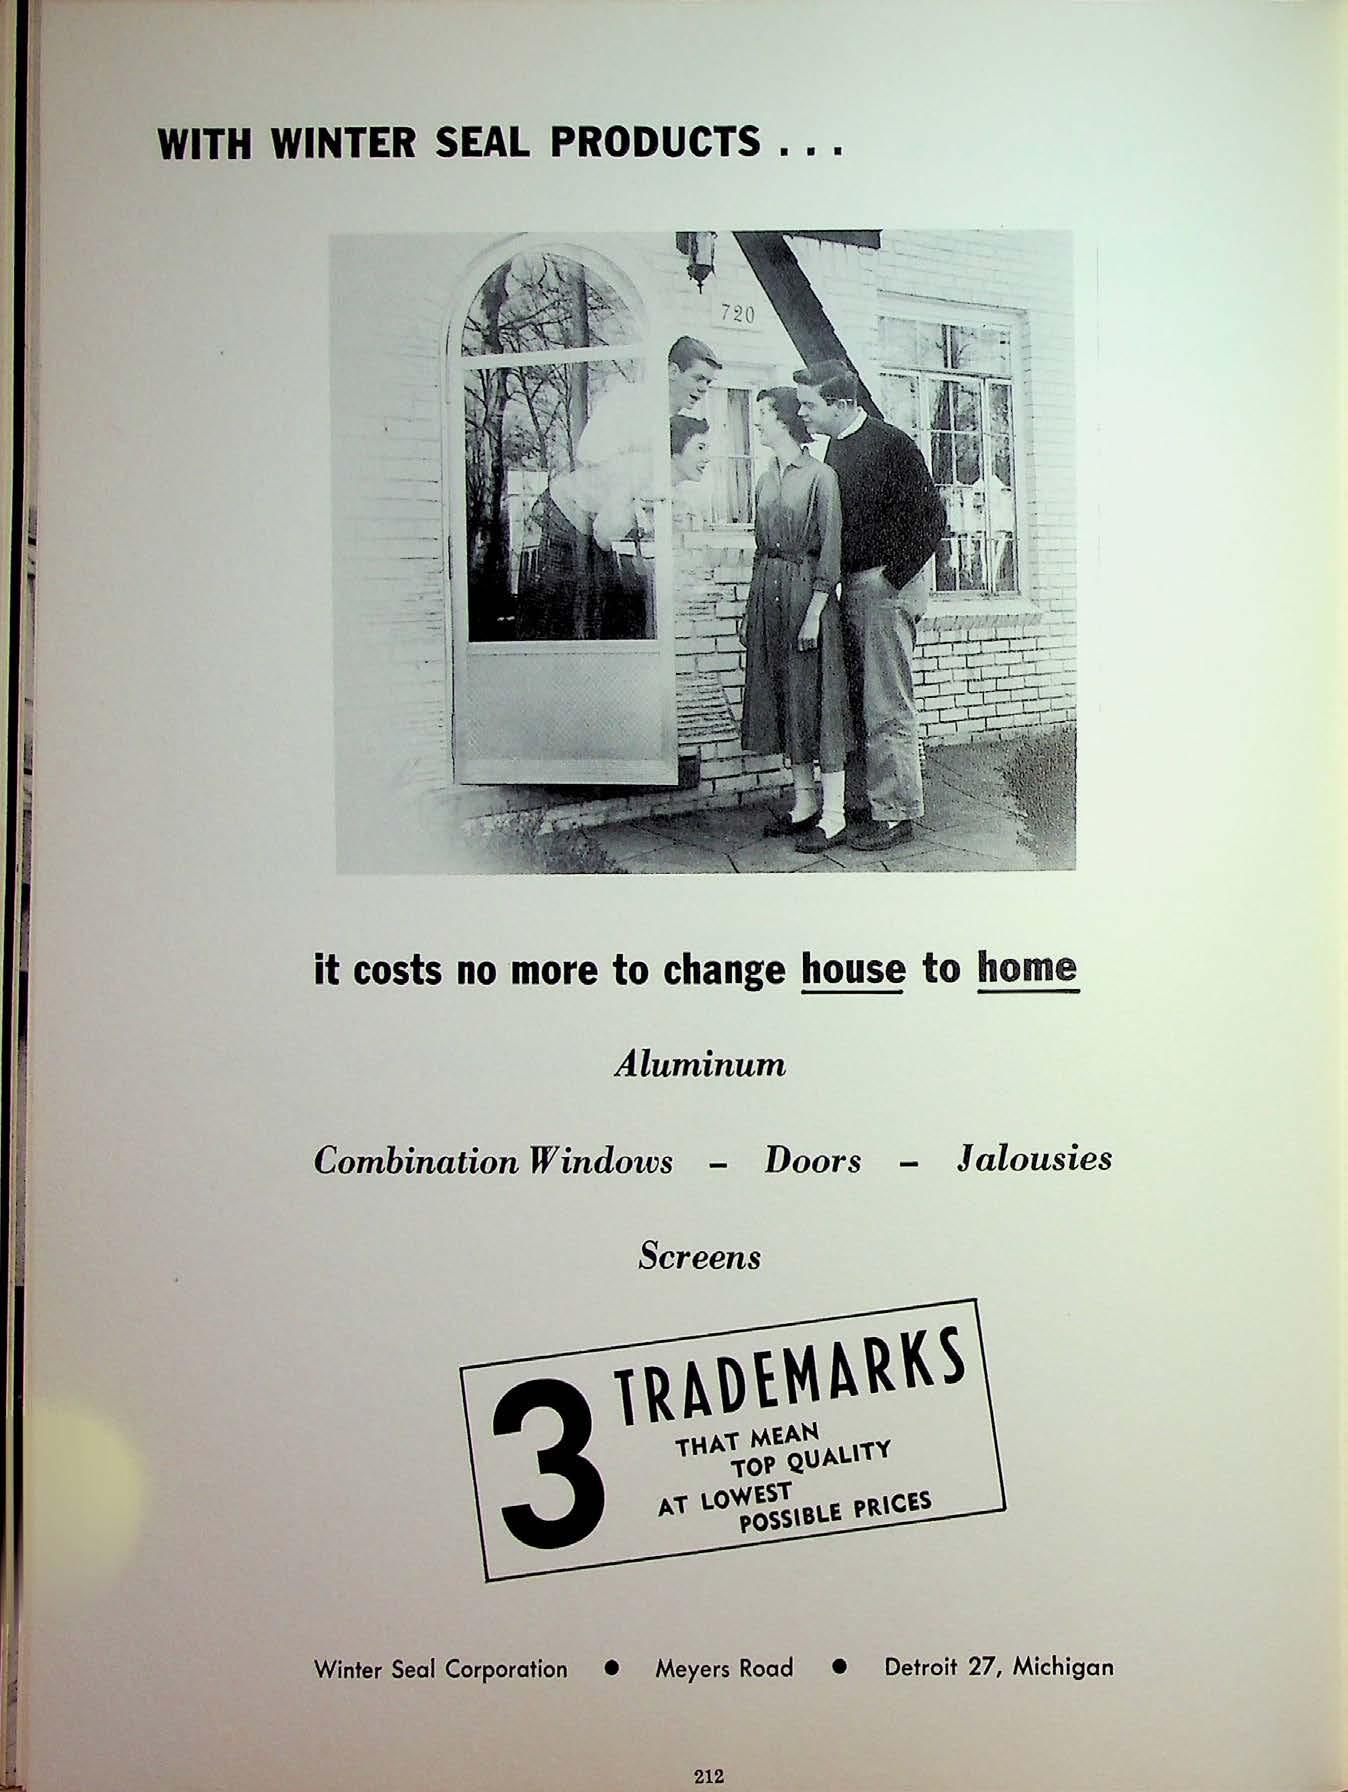 WITH WINTER SEAL PRODUCTS . . .
720
it costs no more to change house to home
Aluminum
Combination Windows – Doors – Jalousies
Screens
3 TRADEMARKS
THAT MEAN
TOP QUALITY
AT LOWEST
POSSIBLE PRICES
Winter Seal Corporation ● Meyers Road ● Detroit 27, Michigan
212